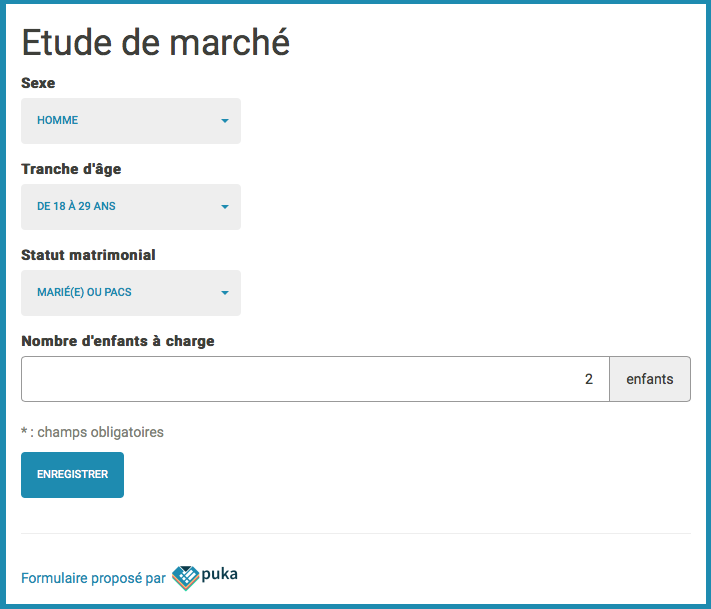 Etude de marché
Sexe
HOMME
Tranche d'âge
DE 18 À 29 ANS
Statut matrimonial
MARIÉ(E) OU PACS
Nombre d'enfants à charge
2 enfants
* : champs obligatoires
ENREGISTRER
Formulaire proposé par puka